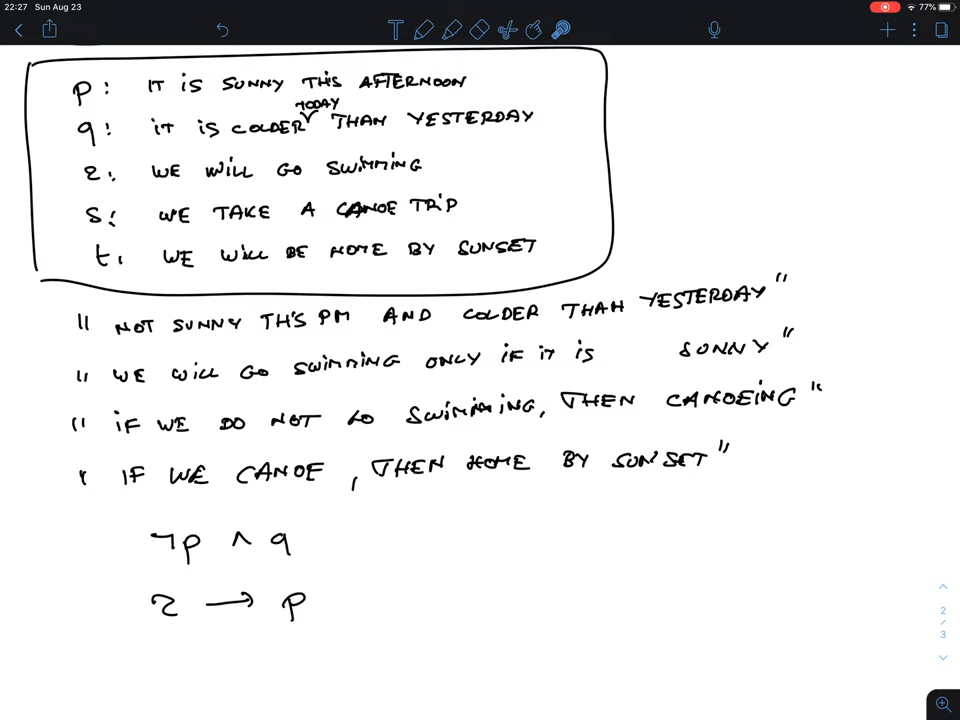 22:27 Sun Aug 23
77%
p: IT IS SUNNY THIS AFTERNOON
q: IT IS COLDER TODAY THAN YESTERDAY
r: WE WILL GO SWIMMING
s: WE TAKE A CANOE TRIP
t: WE WILL BE HOME BY SUNSET
" NOT SUNNY THIS PM AND COLDER THAN YESTERDAY "
" WE WILL GO SWIMMING ONLY IF IT IS SUNNY "
" IF WE DO NOT GO SWIMMING, THEN CANOEING "
" IF WE CANOE, THEN HOME BY SUNSET "
¬p ∧ q
r → p
2 / 3